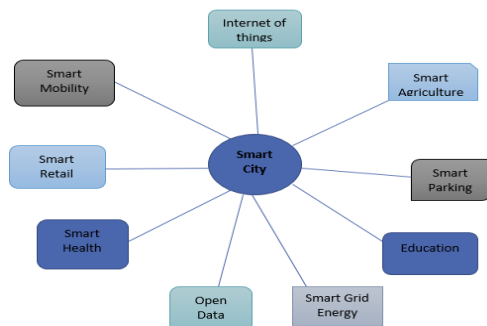 Internet of
things
Smart
Mobility
Smart
Agriculture
Smart
City
Smart
Retail
Smart
Parking
Smart
Health
Education
Open
Data
Smart Grid
Energy